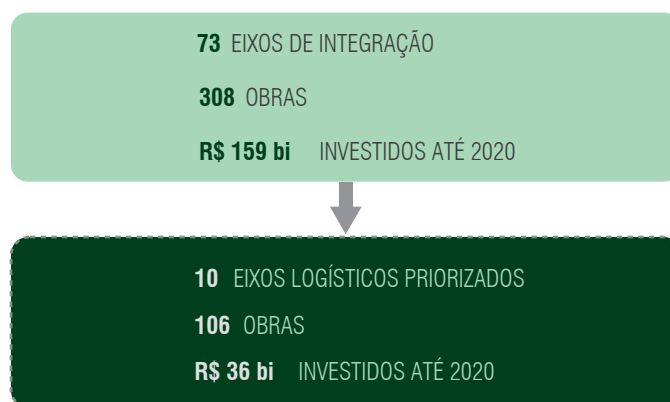 73 EIXOS DE INTEGRAÇÃO
308 OBRAS
R$ 159 bi INVESTIDOS ATÉ 2020
10 EIXOS LOGÍSTICOS PRIORIZADOS
106 OBRAS
R$ 36 bi INVESTIDOS ATÉ 2020